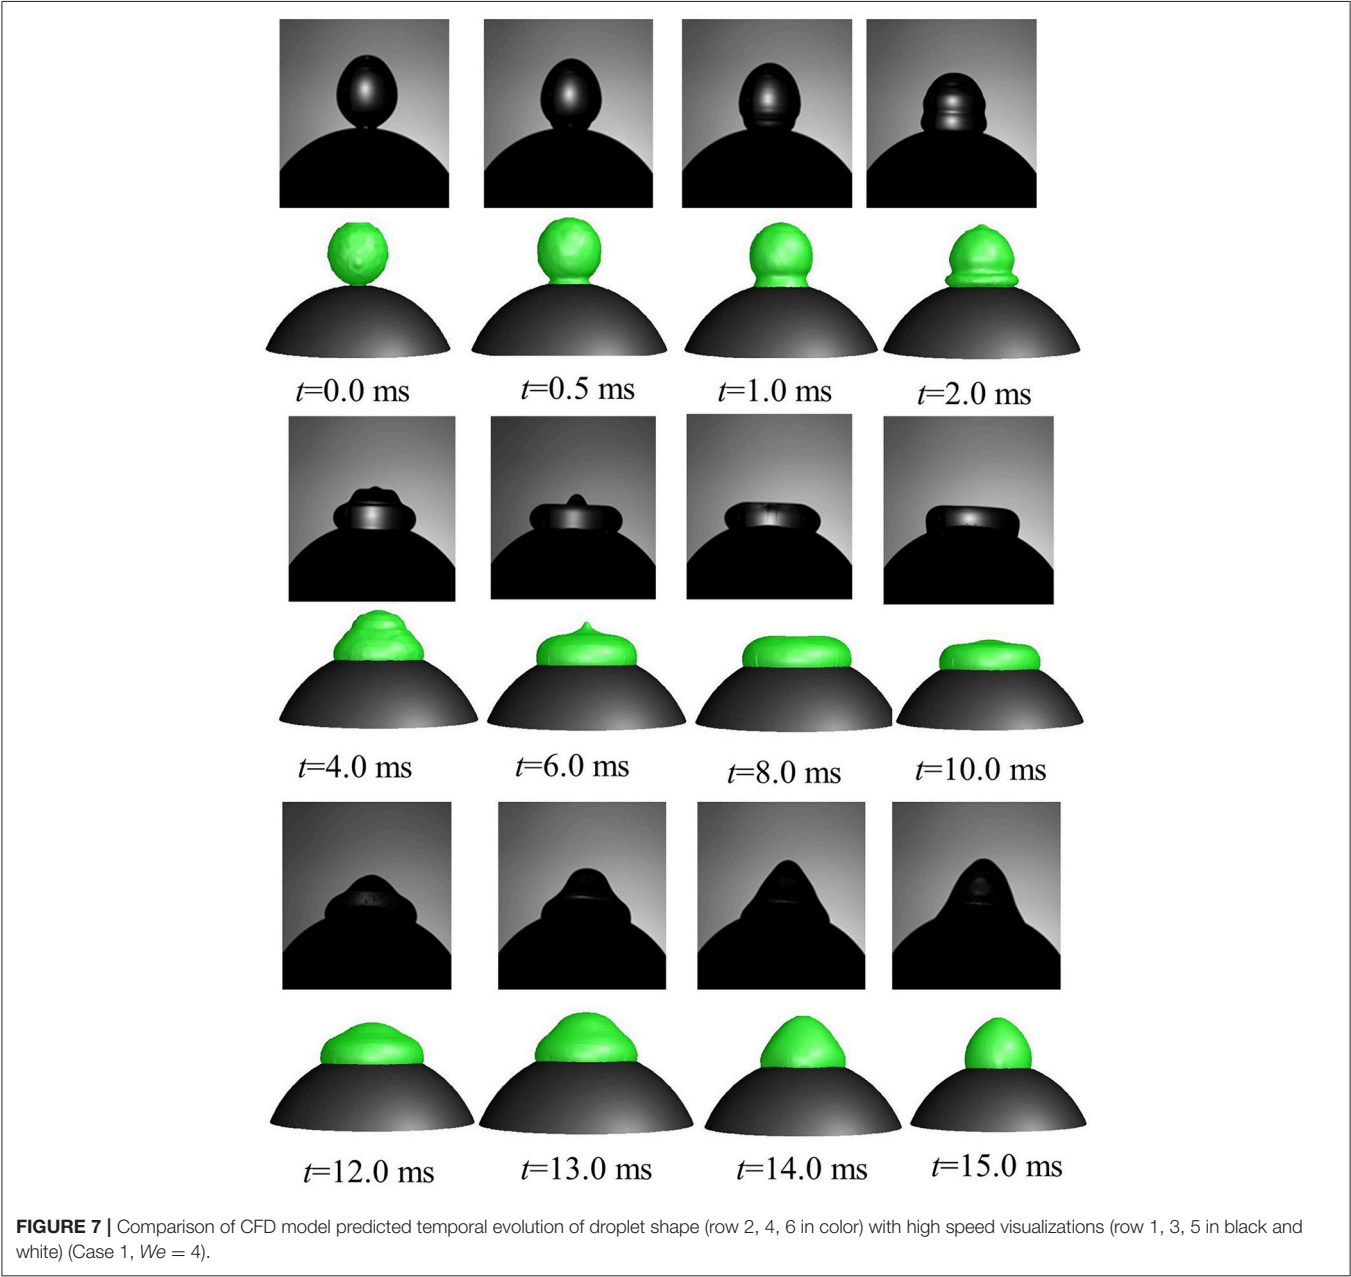 t=0.0 ms
t=0.5 ms
t=1.0 ms
t=2.0 ms
t=4.0 ms
t=6.0 ms
t=8.0 ms
t=10.0 ms
t=12.0 ms
t=13.0 ms
t=14.0 ms
t=15.0 ms
FIGURE 7 | Comparison of CFD model predicted temporal evolution of droplet shape (row 2, 4, 6 in color) with high speed visualizations (row 1, 3, 5 in black and
white) (Case 1, We = 4).